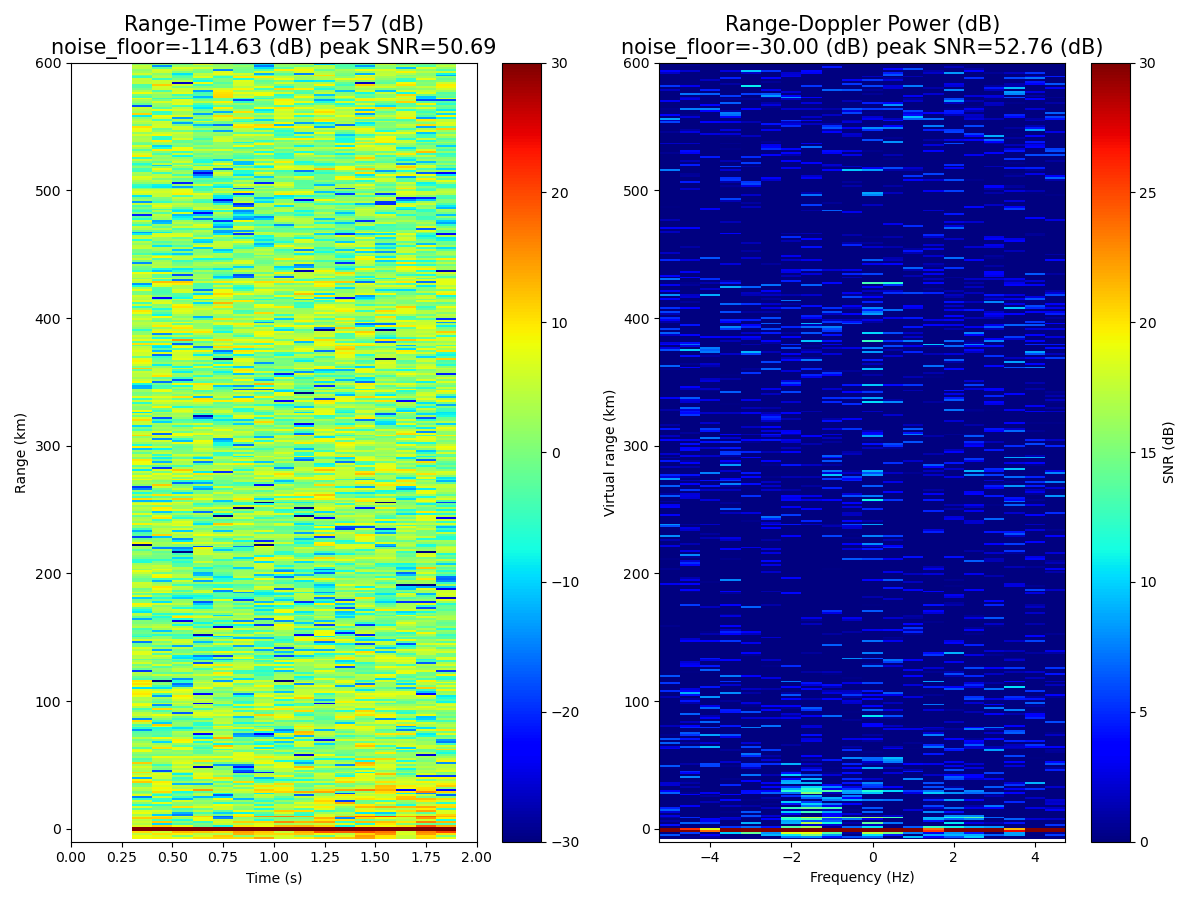 Range-Time Power f=57 (dB)
noise_floor=-114.63 (dB) peak SNR=50.69
Range (km)
600
500
400
300
200
100
0
0.00 0.25 0.50 0.75 1.00 1.25 1.50 1.75 2.00
Time (s)
30
20
10
0
−10
−20
−30
Range-Doppler Power (dB)
noise_floor=-30.00 (dB) peak SNR=52.76 (dB)
Virtual range (km)
600
500
400
300
200
100
0
−4 −2 0 2 4
Frequency (Hz)
30
25
20
15
10
5
0
SNR (dB)